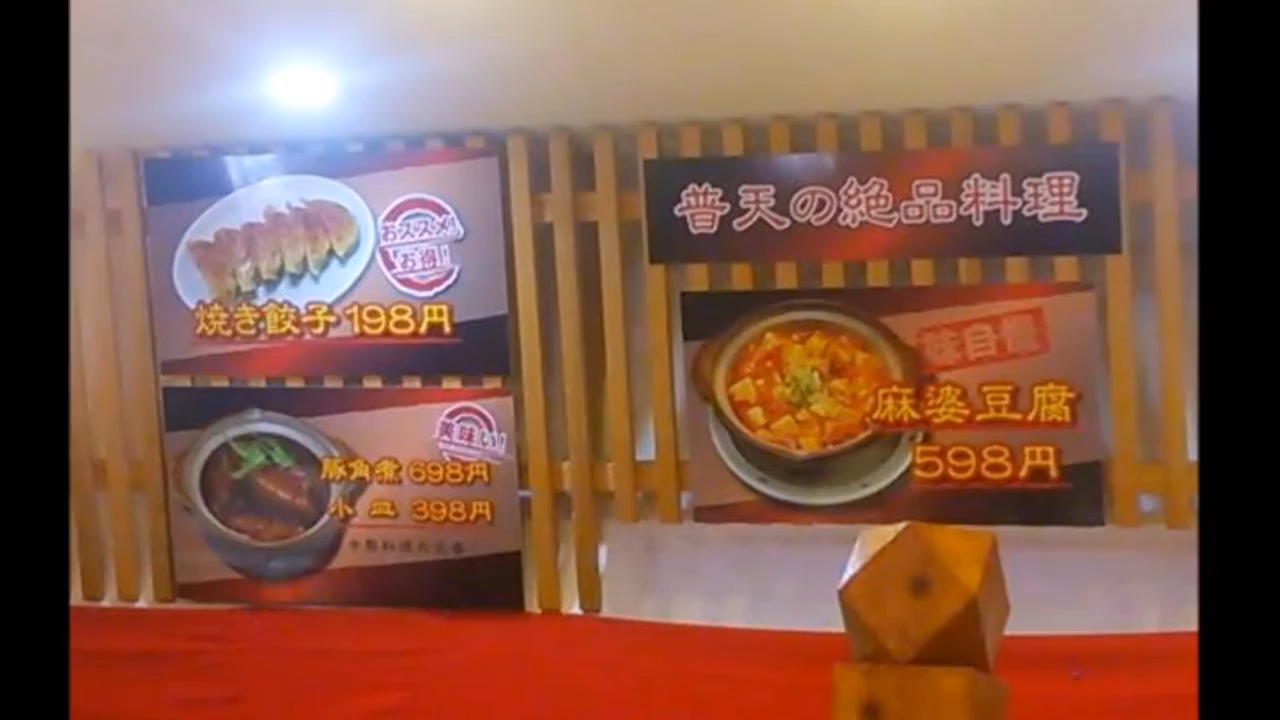 おススメ!
お得!
焼き餃子 198円
美味い!
豚角煮 698円
小皿 398円
普天の絶品料理
味自慢
麻婆豆腐
598円